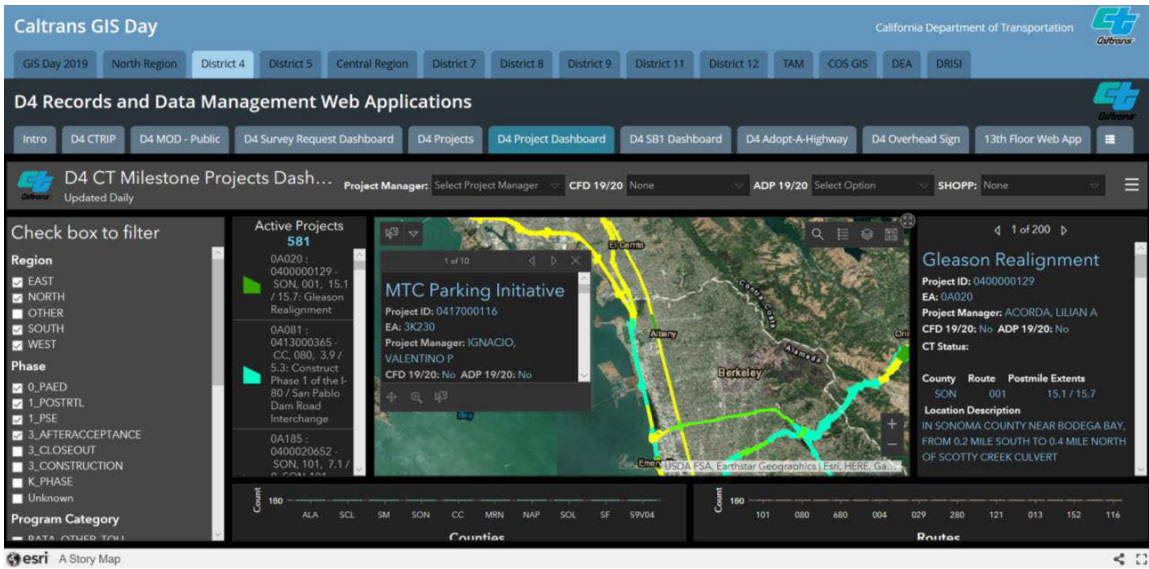 Caltrans GIS Day
California Department of Transportation
Caltrans
GIS Day 2019 North Region District 4 District 5 Central Region District 7 District 8 District 9 District 11 District 12 TAM COS GIS DEA DRISI
D4 Records and Data Management Web Applications
Caltrans
Intro D4 CTRIP D4 MOD - Public D4 Survey Request Dashboard D4 Projects D4 Project Dashboard D4 SB1 Dashboard D4 Adopt-A-Highway D4 Overhead Sign 13th Floor Web App
Caltrans
D4 CT Milestone Projects Dash...
Updated Daily
Project Manager: Select Project Manager CFD 19/20 None ADP 19/20 Select Option SHOPP: None
Check box to filter
Region
EAST
NORTH
OTHER
SOUTH
WEST
Phase
0_PAED
1_POSTRTL
1_PSE
3_AFTERACCEPTANCE
3_CLOSEOUT
3_CONSTRUCTION
K_PHASE
Unknown
Program Category
Active Projects
581
0A020 :
0400000129 -
SON, 001, 15.1
/ 15.7: Gleason
Realignment
0A081 :
0413000365 -
CC, 080, 3.9 /
5.3: Construct
Phase 1 of the I-
80 / San Pablo
Dam Road
Interchange
0A185 :
0400020652 -
SON, 101, 7.1 /
1 of 10
MTC Parking Initiative
Project ID: 0417000116
EA: 3K230
Project Manager: IGNACIO,
VALENTINO P
CFD 19/20: No ADP 19/20: No
El Cerrito
Contra Costa
Albany
Alameda
Berkeley
Bay
USDA FSA, Earthstar Geographics | Esri, HERE, Ga...
1 of 200
Gleason Realignment
Project ID: 0400000129
EA: 0A020
Project Manager: ACORDA, LILIAN A
CFD 19/20: No ADP 19/20: No
CT Status:
County Route Postmile Extents
SON 001 15.1 / 15.7
Location Description
IN SONOMA COUNTY NEAR BODEGA BAY,
FROM 0.2 MILE SOUTH TO 0.4 MILE NORTH
OF SCOTTY CREEK CULVERT
Count
180
ALA SCL SM SON CC MRN NAP SOL SF 59V04
Counties
Count
180
101 080 680 004 029 280 121 013 152 116
Routes
esri A Story Map